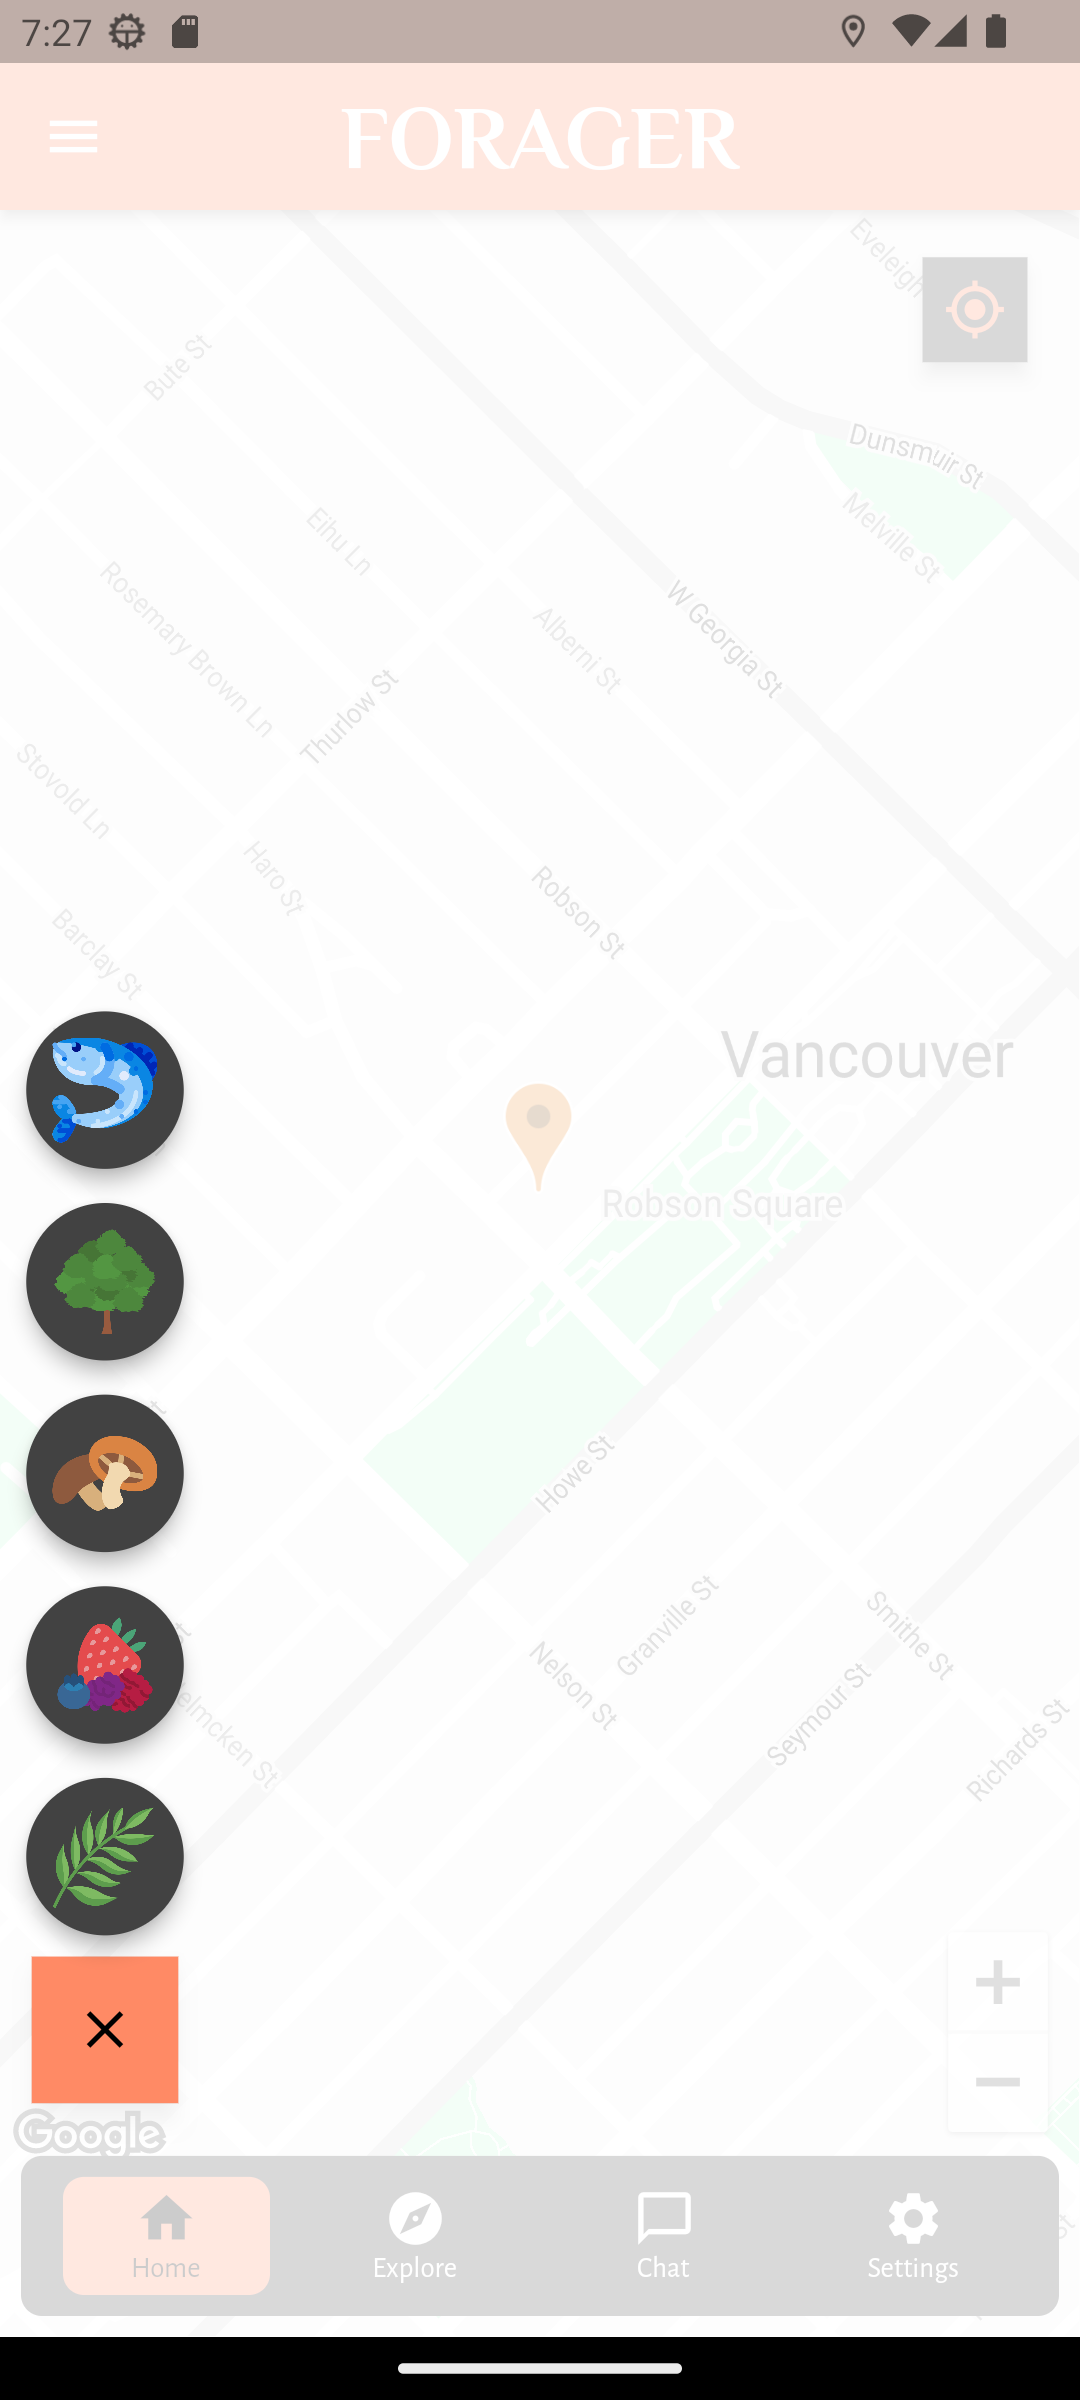 7:27
FORAGER
Eveleigh
Bute St
Dunsmuir St
Melville St
Eihu Ln
Rosemary Brown Ln
W Georgia St
Alberni St
Thurlow St
Stovold Ln
Haro St
Robson St
Barclay St
Vancouver
Robson Square
Howe St
Granville St
Smithe St
Nelson St
elmcken St
Seymour St
Richards St
Google
Home
Explore
Chat
Settings